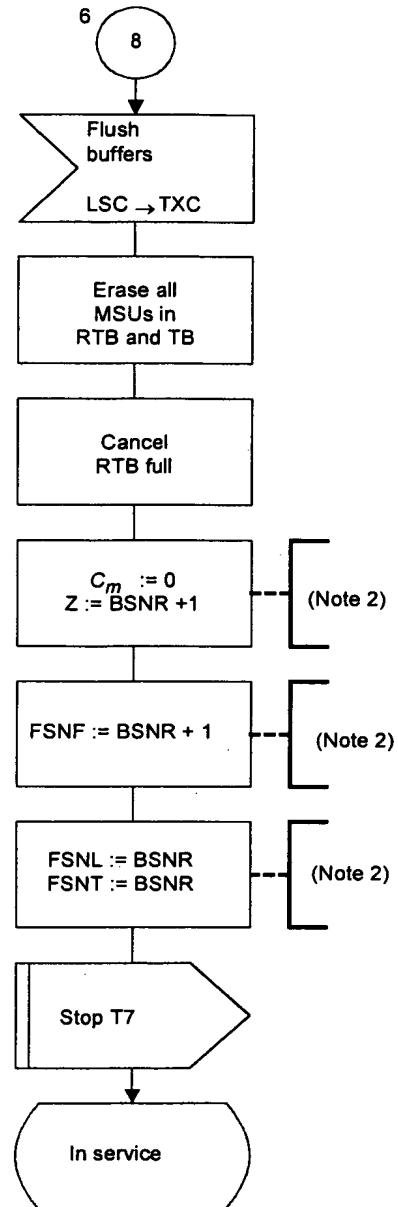 6
8
Flush
buffers
LSC → TXC
Erase all
MSUs in
RTB and TB
Cancel
RTB full
Cm := 0
Z := BSNR +1
(Note 2)
FSNF := BSNR + 1
(Note 2)
FSNL := BSNR
FSNT := BSNR
(Note 2)
Stop T7
In service